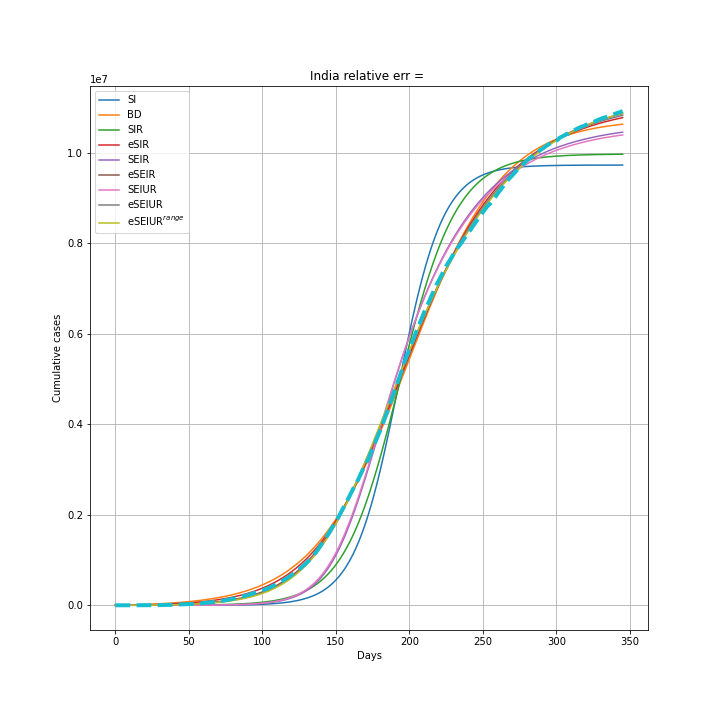 India relative err =
1e7
SI
BD
SIR
eSIR
SEIR
eSEIR
SEIUR
eSEIUR
eSEIUR^range
1.0
0.8
0.6
0.4
0.2
0.0
Cumulative cases
0 50 100 150 200 250 300 350
Days